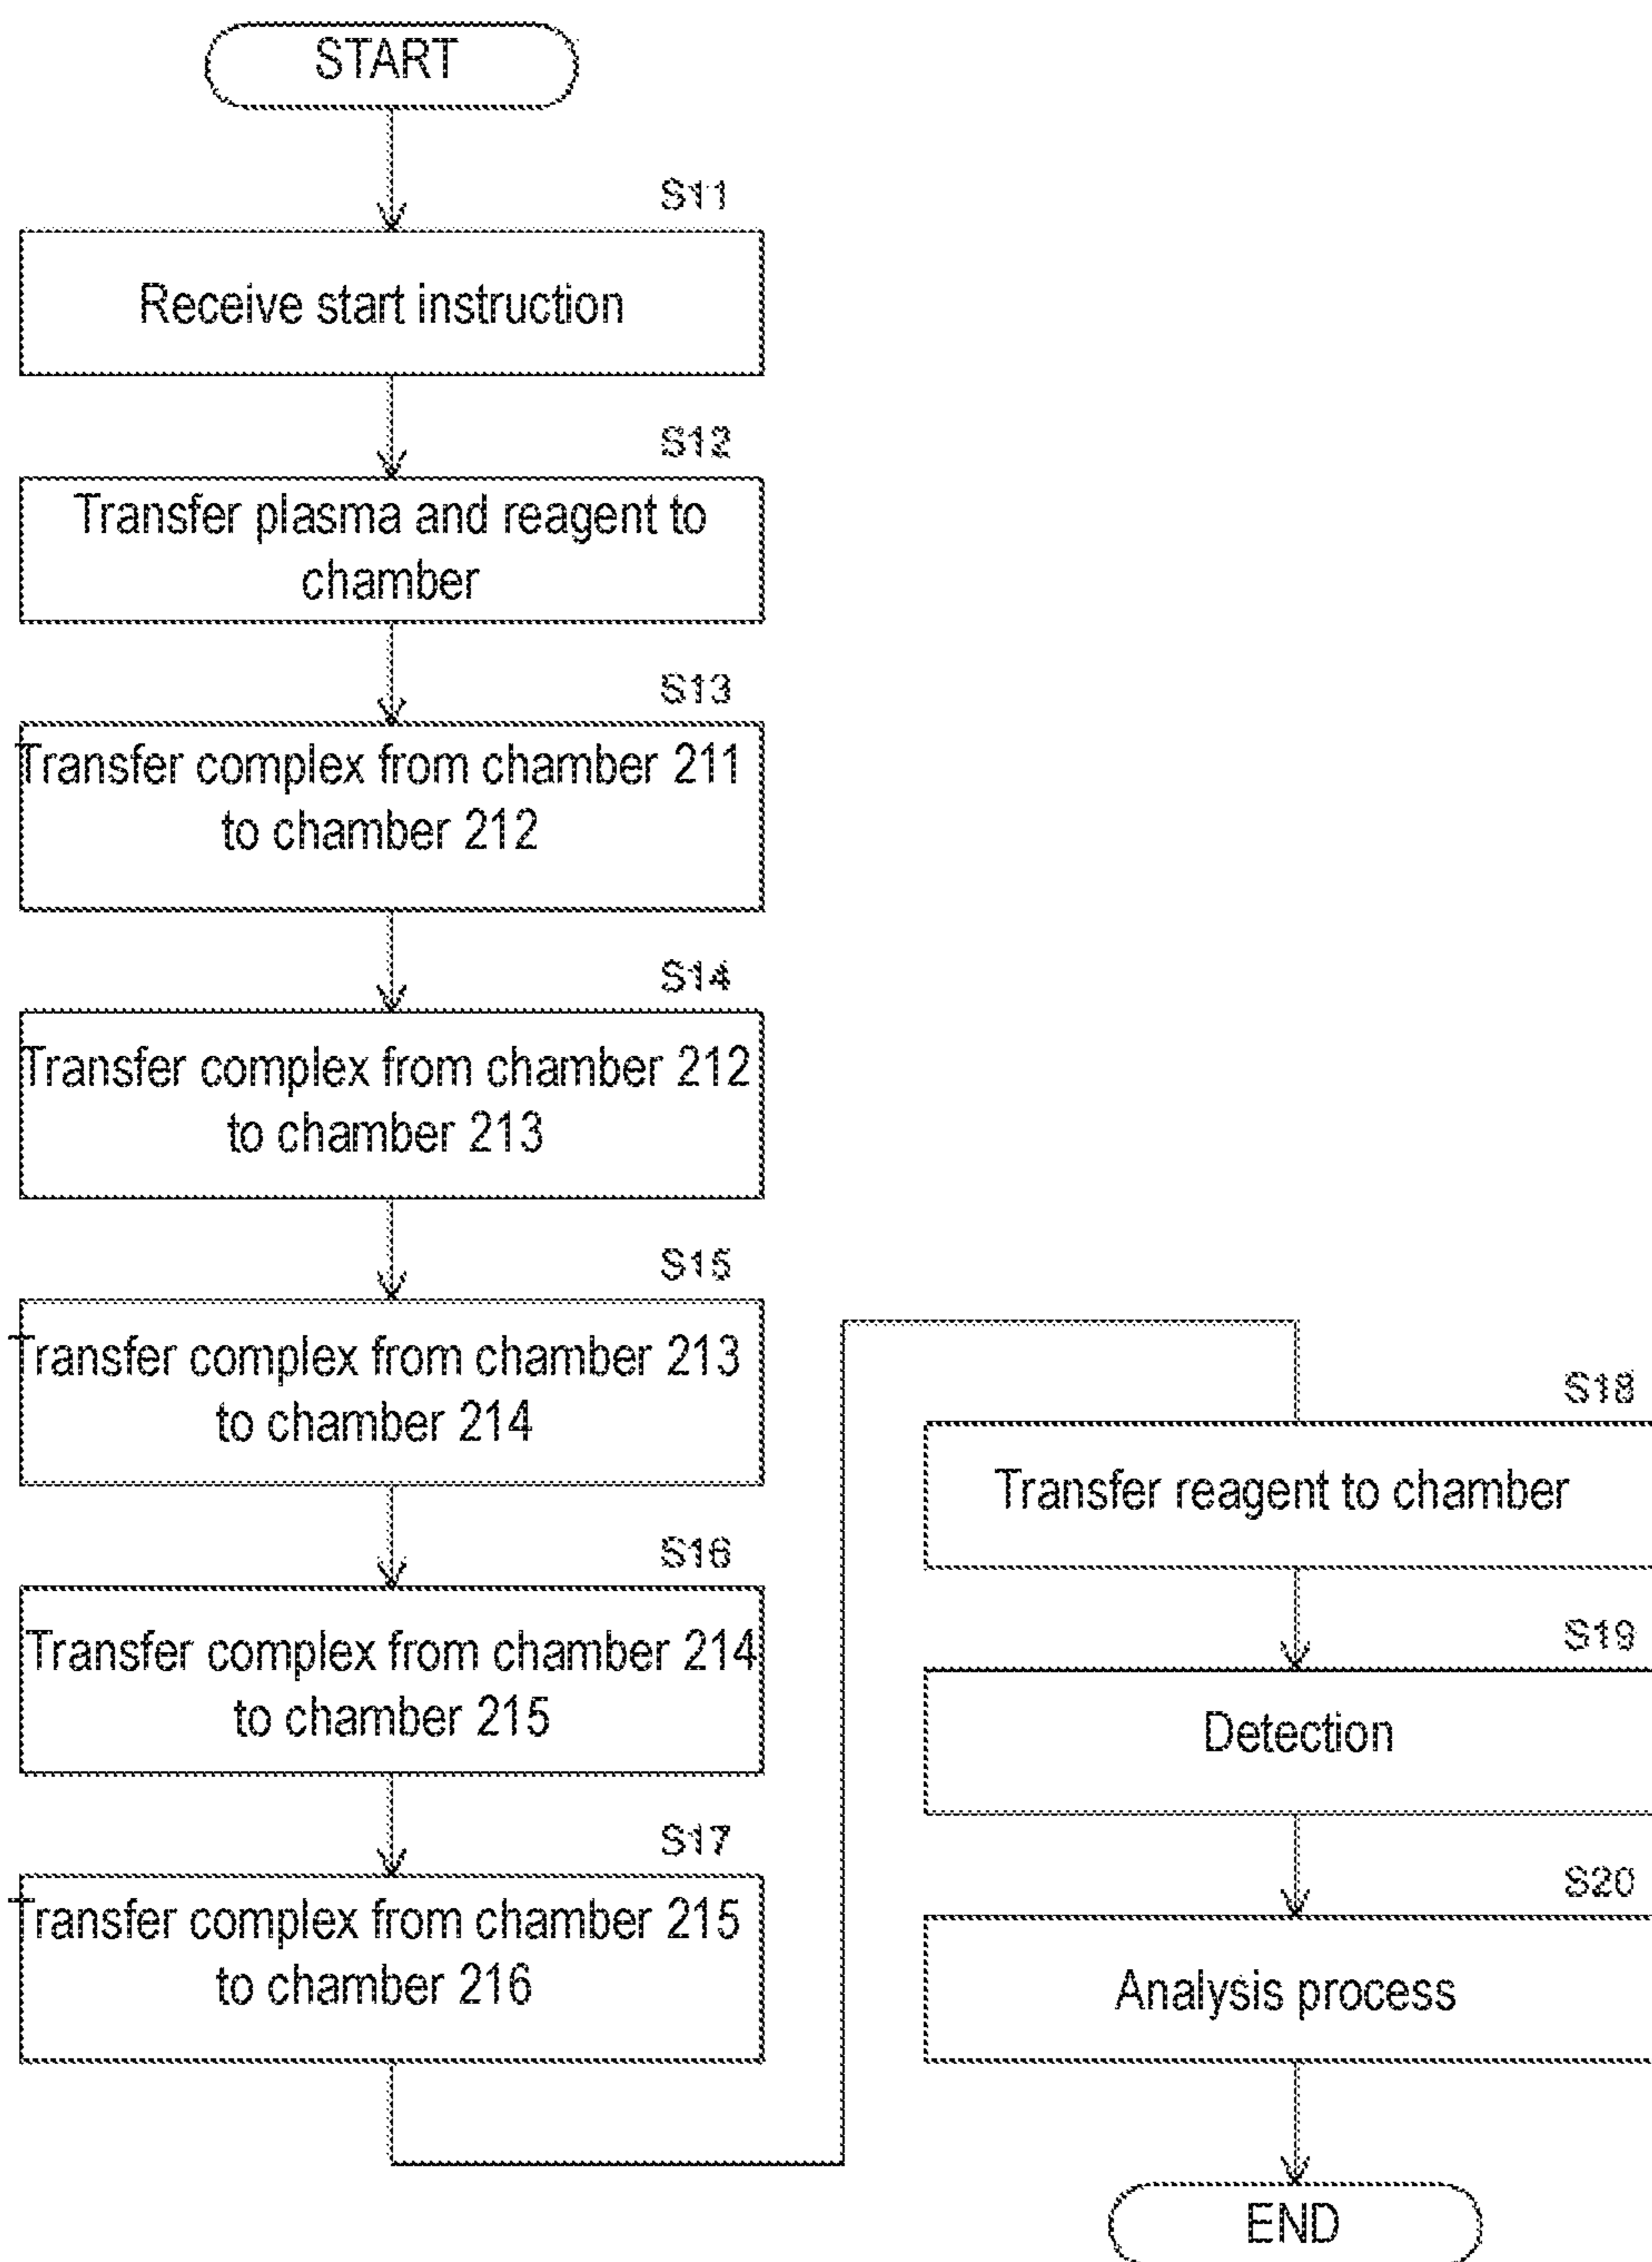 START
S11
Receive start instruction
S12
Transfer plasma and reagent to
chamber
S13
Transfer complex from chamber 211
to chamber 212
S14
Transfer complex from chamber 212
to chamber 213
S15
Transfer complex from chamber 213
to chamber 214
S16
Transfer complex from chamber 214
to chamber 215
S17
Transfer complex from chamber 215
to chamber 216
S18
Transfer reagent to chamber
S19
Detection
S20
Analysis process
END